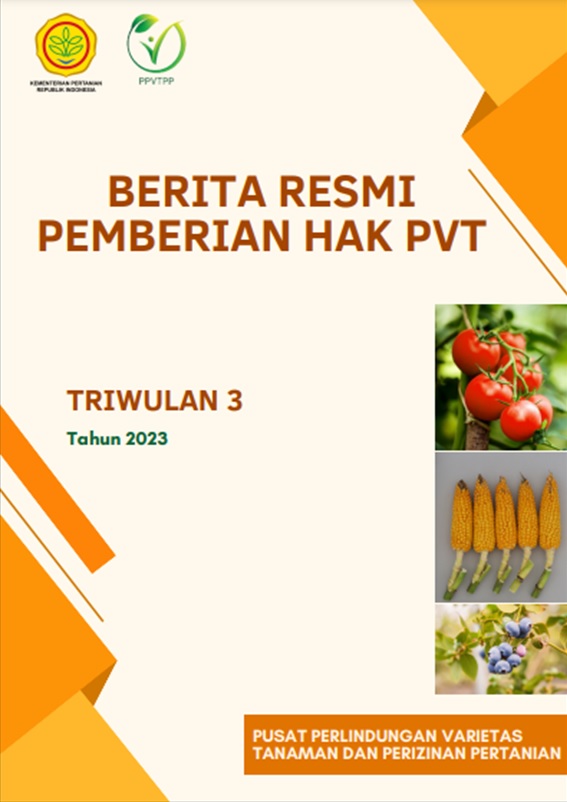 KEMENTERIAN PERTANIAN
REPUBLIK INDONESIA
PPVTPP
BERITA RESMI
PEMBERIAN HAK PVT
TRIWULAN 3
Tahun 2023
PUSAT PERLINDUNGAN VARIETAS
TANAMAN DAN PERIZINAN PERTANIAN